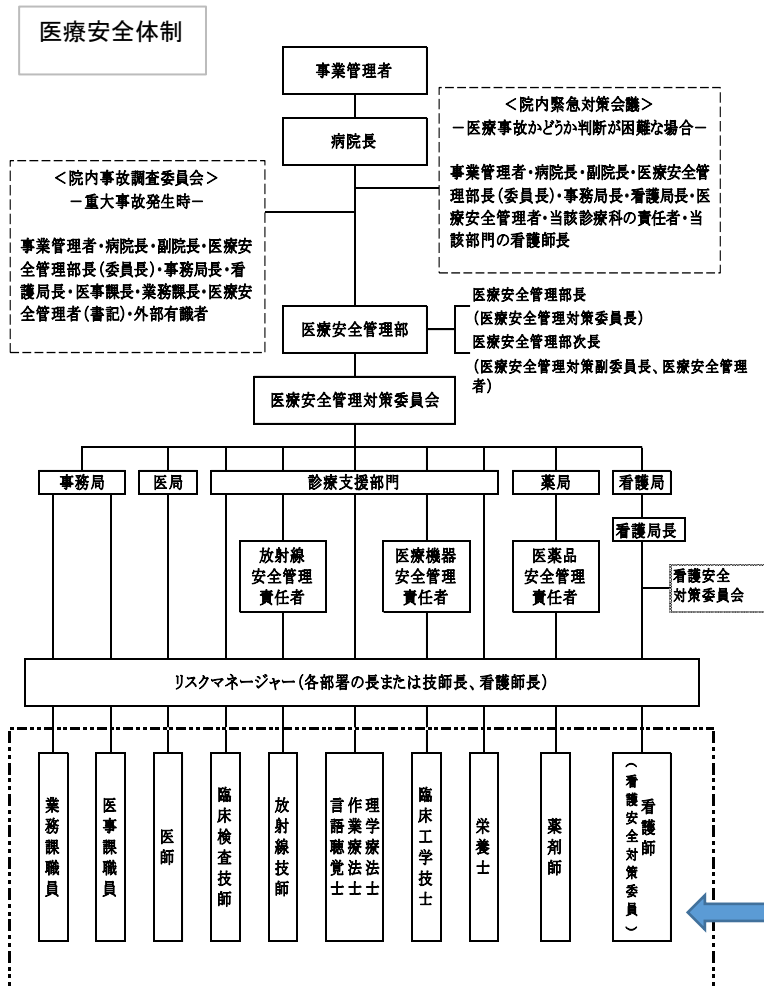 医療安全体制
事業管理者
病院長
<院内緊急対策会議>
－医療事故かどうか判断が困難な場合－
事業管理者・病院長・副院長・医療安全管
理部長(委員長)・事務局長・看護局長・医
療安全管理者・当該診療科の責任者・当
該部門の看護師長
<院内事故調査委員会>
－重大事故発生時－
事業管理者・病院長・副院長・医療安
全管理部長(委員長)・事務局長・看
護局長・医事課長・業務課長・医療安
全管理者(書記)・外部有識者
医療安全管理部
医療安全管理部長
(医療安全管理対策委員長)
医療安全管理部次長
(医療安全管理対策副委員長、医療安全管理
者)
医療安全管理対策委員会
事務局
医局
診療支援部門
薬局
看護局
看護局長
放射線
安全管理
責任者
医療機器
安全管理
責任者
医薬品
安全管理
責任者
看護安全
対策委員会
リスクマネージャー(各部署の長または技師長、看護師長)
業務課職員
医事課職員
医師
臨床検査技師
放射線技師
理学療法士
作業療法士
言語聴覚士
臨床工学技士
栄養士
薬剤師
看護師
(看護安全対策委員)